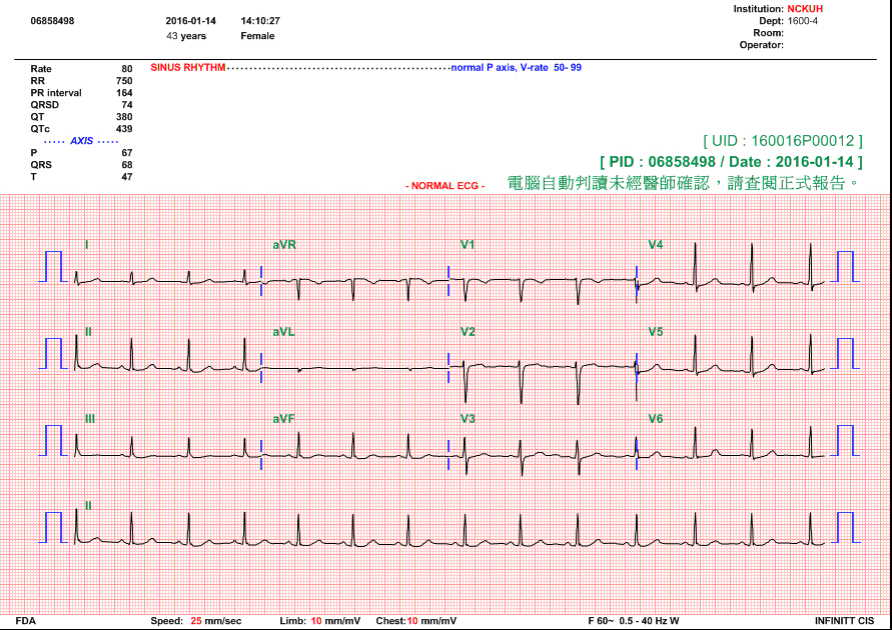 Institution: NCKUH
06858498 2016-01-14 14:10:27 Dept: 1600-4
43 years Female Room:
Operator:
Rate 80 SINUS RHYTHM - - - - - - - - - - - - - - - - - - - - - - - - - - - - - - - - - - - - - - - - - - - - - - -normal P axis, V-rate 50- 99
RR 750
PR interval 164
QRSD 74
QT 380
QTc 439
----- AXIS -----
P 67
QRS 68
T 47
[ UID : 160016P00012 ]
[ PID : 06858498 / Date : 2016-01-14 ]
- NORMAL ECG - 電腦自動判讀未經醫師確認，請查閱正式報告。
I aVR V1 V4
II aVL V2 V5
III aVF V3 V6
II
FDA Speed: 25 mm/sec Limb: 10 mm/mV Chest:10 mm/mV F 60~ 0.5 - 40 Hz W INFINITT CIS